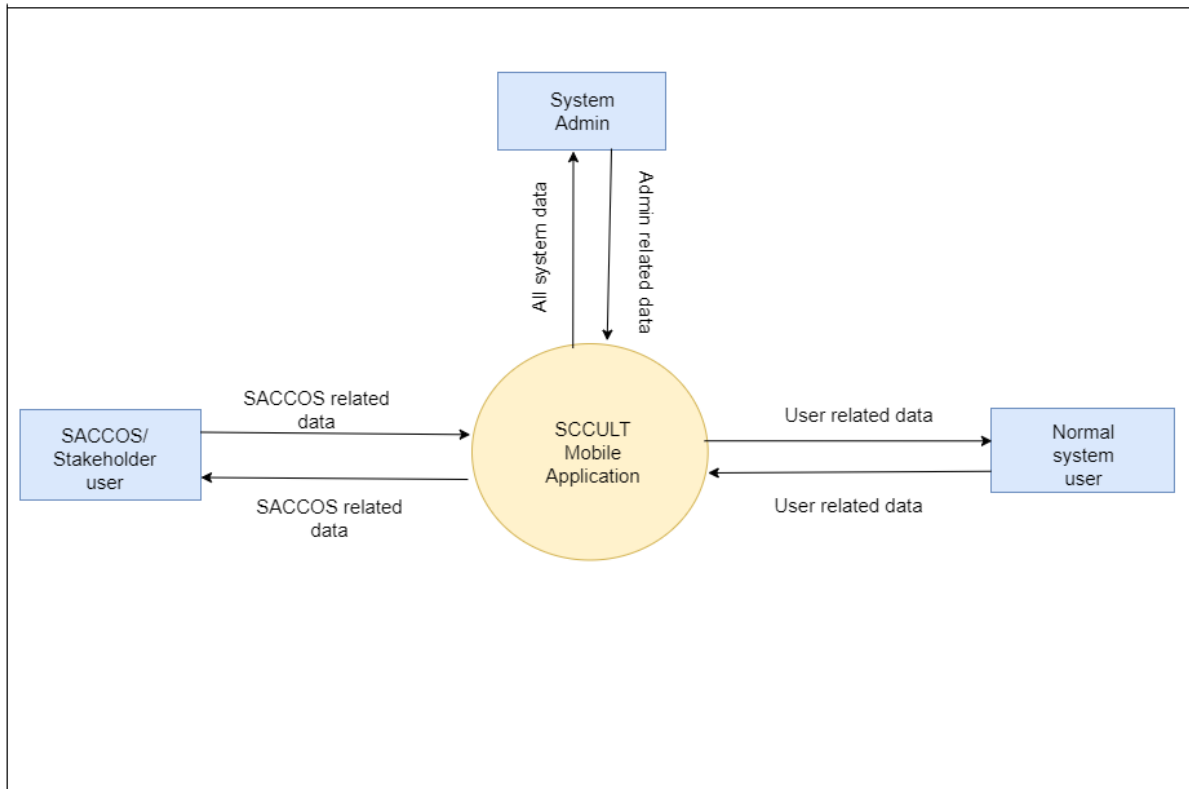 System
Admin
All system data
Admin related data
SACCOS related
data
SACCOS/
Stakeholder
user
SACCOS related
data
SCCULT
Mobile
Application
User related data
Normal
system
user
User related data